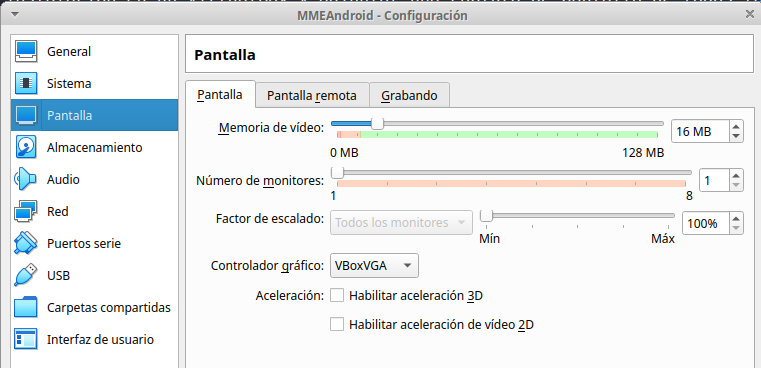 MMEAndroid - Configuración
General
Sistema
Pantalla
Almacenamiento
Audio
Red
Puertos serie
USB
Carpetas compartidas
Interfaz de usuario
Pantalla
Pantalla
Pantalla remota
Grabando
Memoria de vídeo:
16 MB
0 MB
128 MB
Número de monitores:
1
1
8
Factor de escalado:
Todos los monitores
100%
Mín
Máx
Controlador gráfico:
VBoxVGA
Aceleración:
Habilitar aceleración 3D
Habilitar aceleración de vídeo 2D